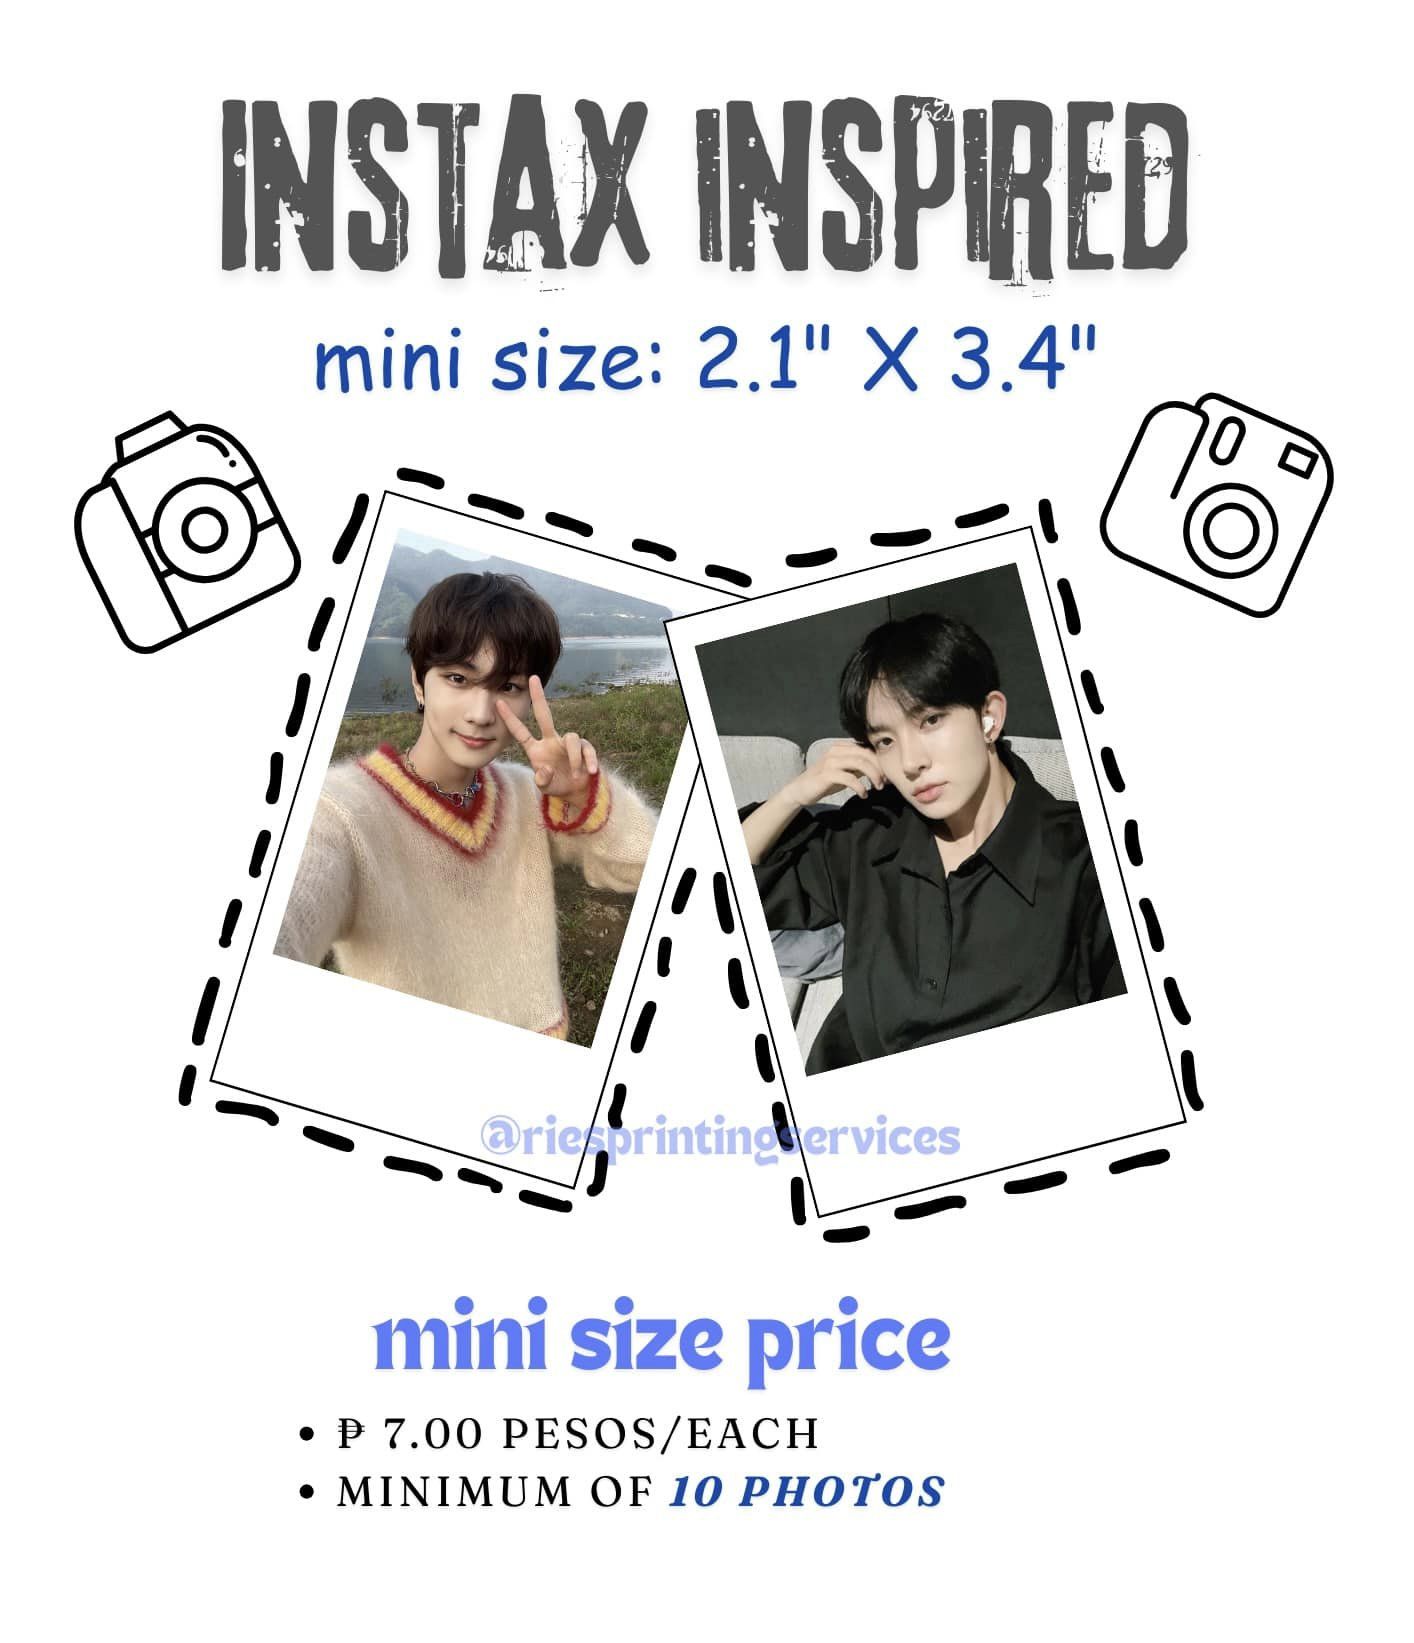 INSTAX INSPIRED
mini size: 2.1" X 3.4"
@riesprintingservices
mini size price
• ₱ 7.00 PESOS/EACH
• MINIMUM OF 10 PHOTOS